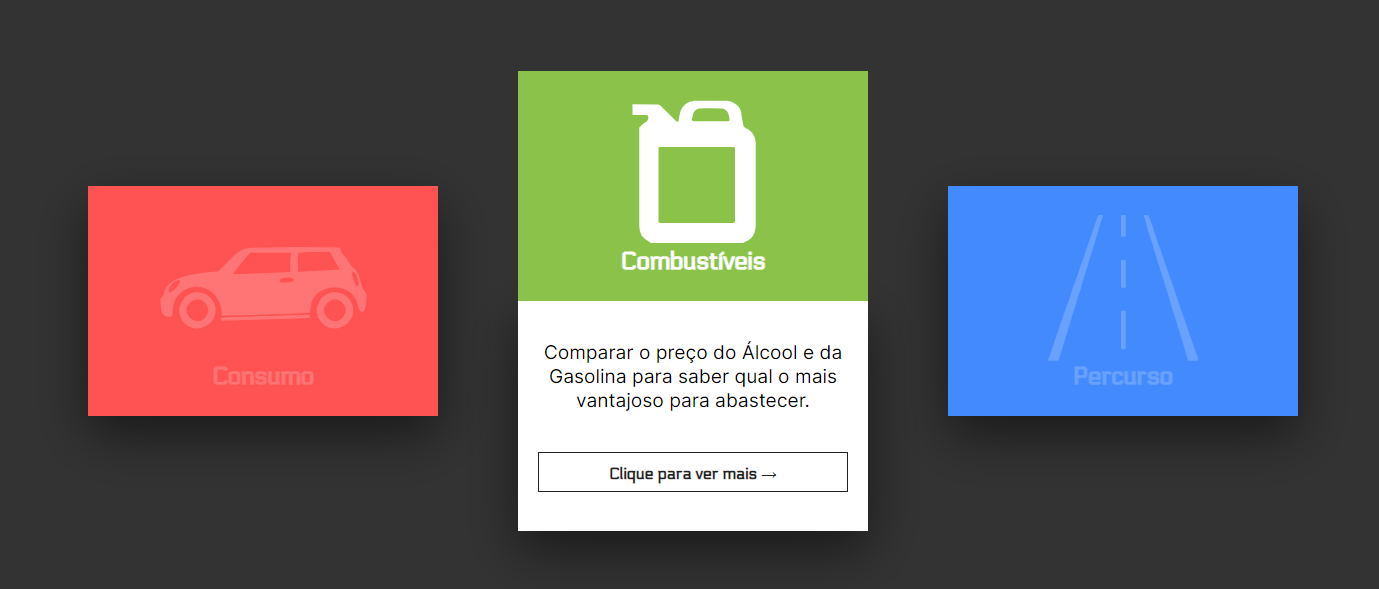 Consumo
Combustíveis
Comparar o preço do Álcool e da
Gasolina para saber qual o mais
vantajoso para abastecer.
Clique para ver mais →
Percurso